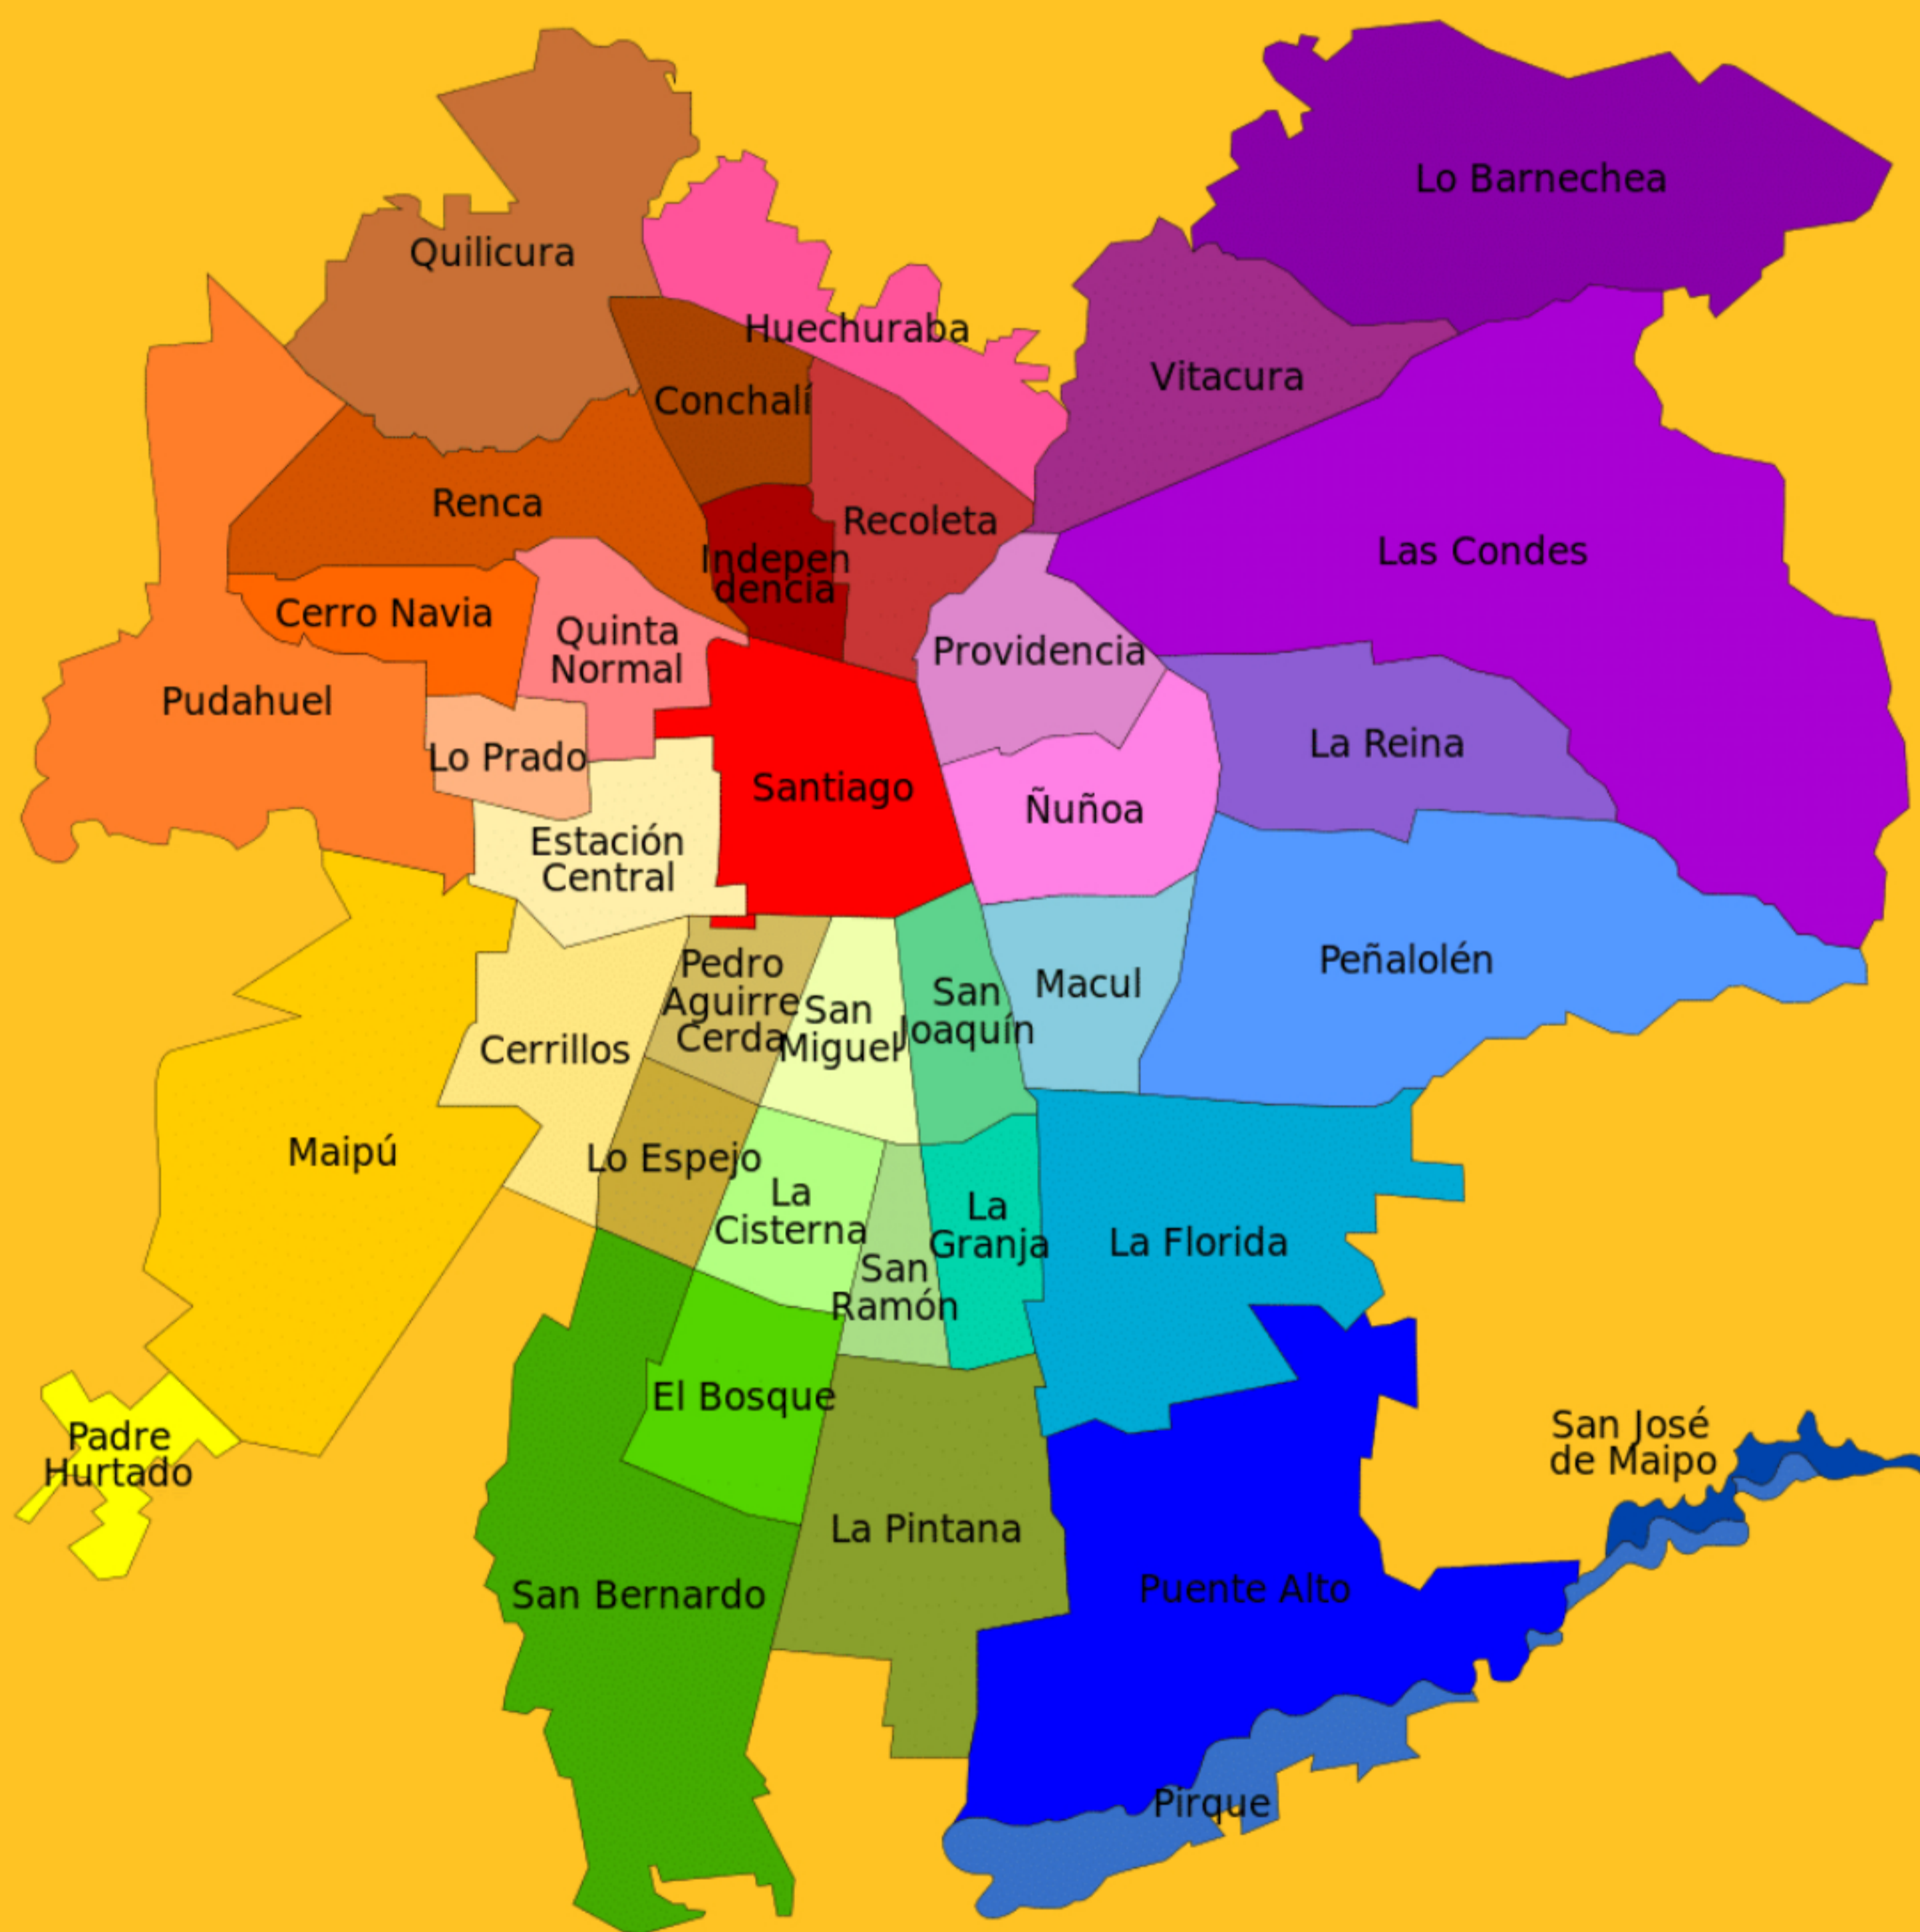 Lo Barnechea
Quilicura
Huechuraba
Vitacura
Conchalí
Renca
Recoleta
Las Condes
Indepen
dencia
Cerro Navia
Quinta
Normal
Providencia
Pudahuel
Lo Prado
La Reina
Santiago
Ñuñoa
Estación
Central
Peñalolén
Pedro
Aguirre
Cerda
San
Miguel
San
Joaquín
Macul
Cerrillos
Maipú
Lo Espejo
La
Cisterna
La
Granja
La Florida
San
Ramón
El Bosque
Padre
Hurtado
San José
de Maipo
La Pintana
San Bernardo
Puente Alto
Pirque